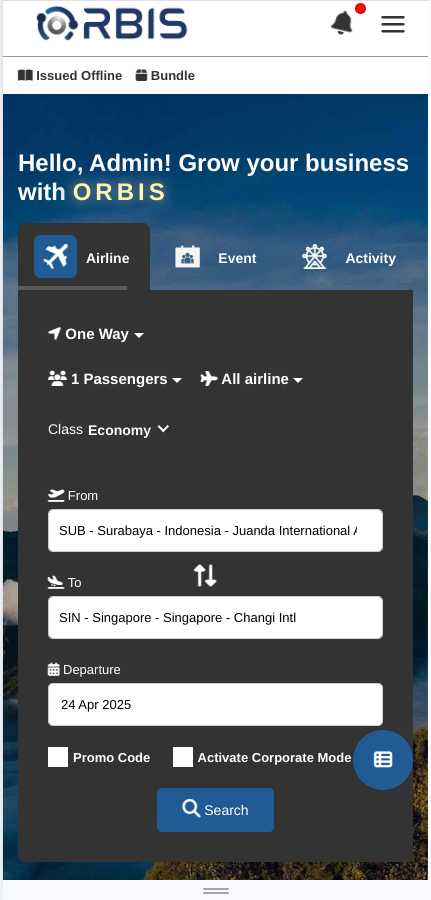 ORBIS
Issued Offline Bundle
Hello, Admin! Grow your business
with ORBIS
Airline Event Activity
One Way
1 Passengers All airline
Class Economy
From
SUB - Surabaya - Indonesia - Juanda International
To
SIN - Singapore - Singapore - Changi Intl
Departure
24 Apr 2025
Promo Code Activate Corporate Mode
Search